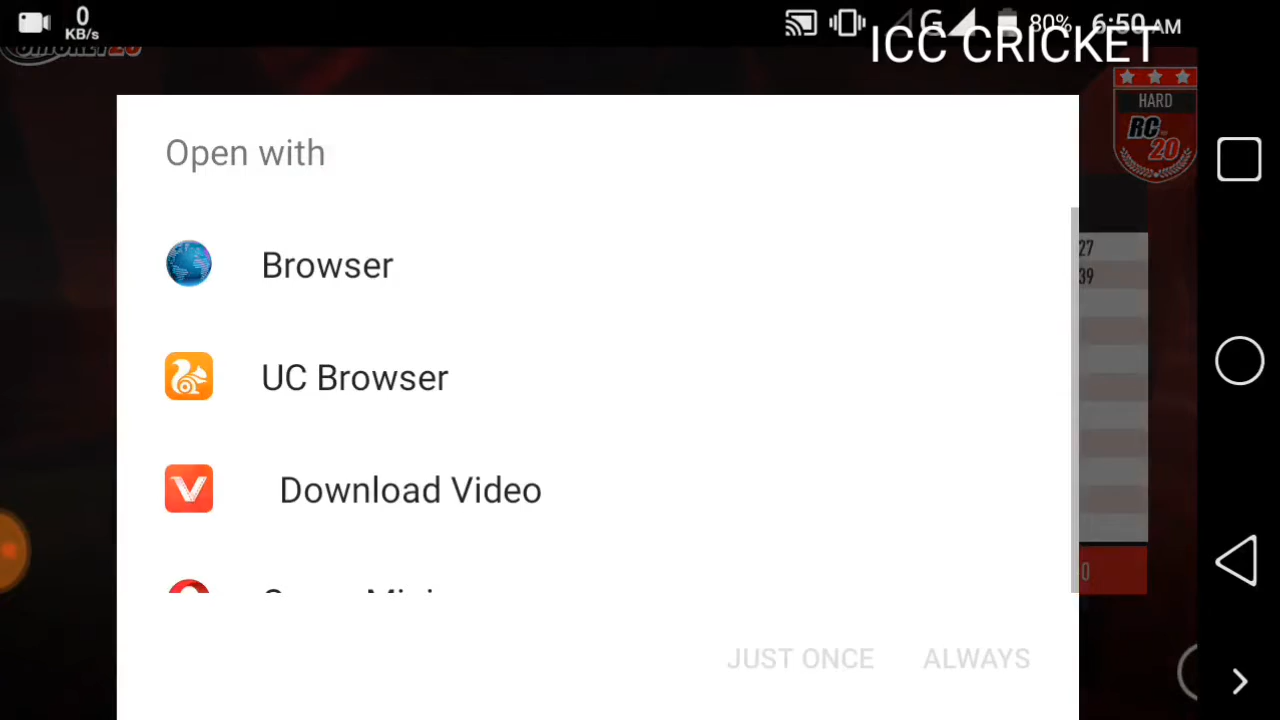 0
KB/s
80% 6:50 AM
G
ICC CRICKET
HARD
RC
20
Open with
27
39
Browser
UC Browser
Download Video
0
JUST ONCE ALWAYS